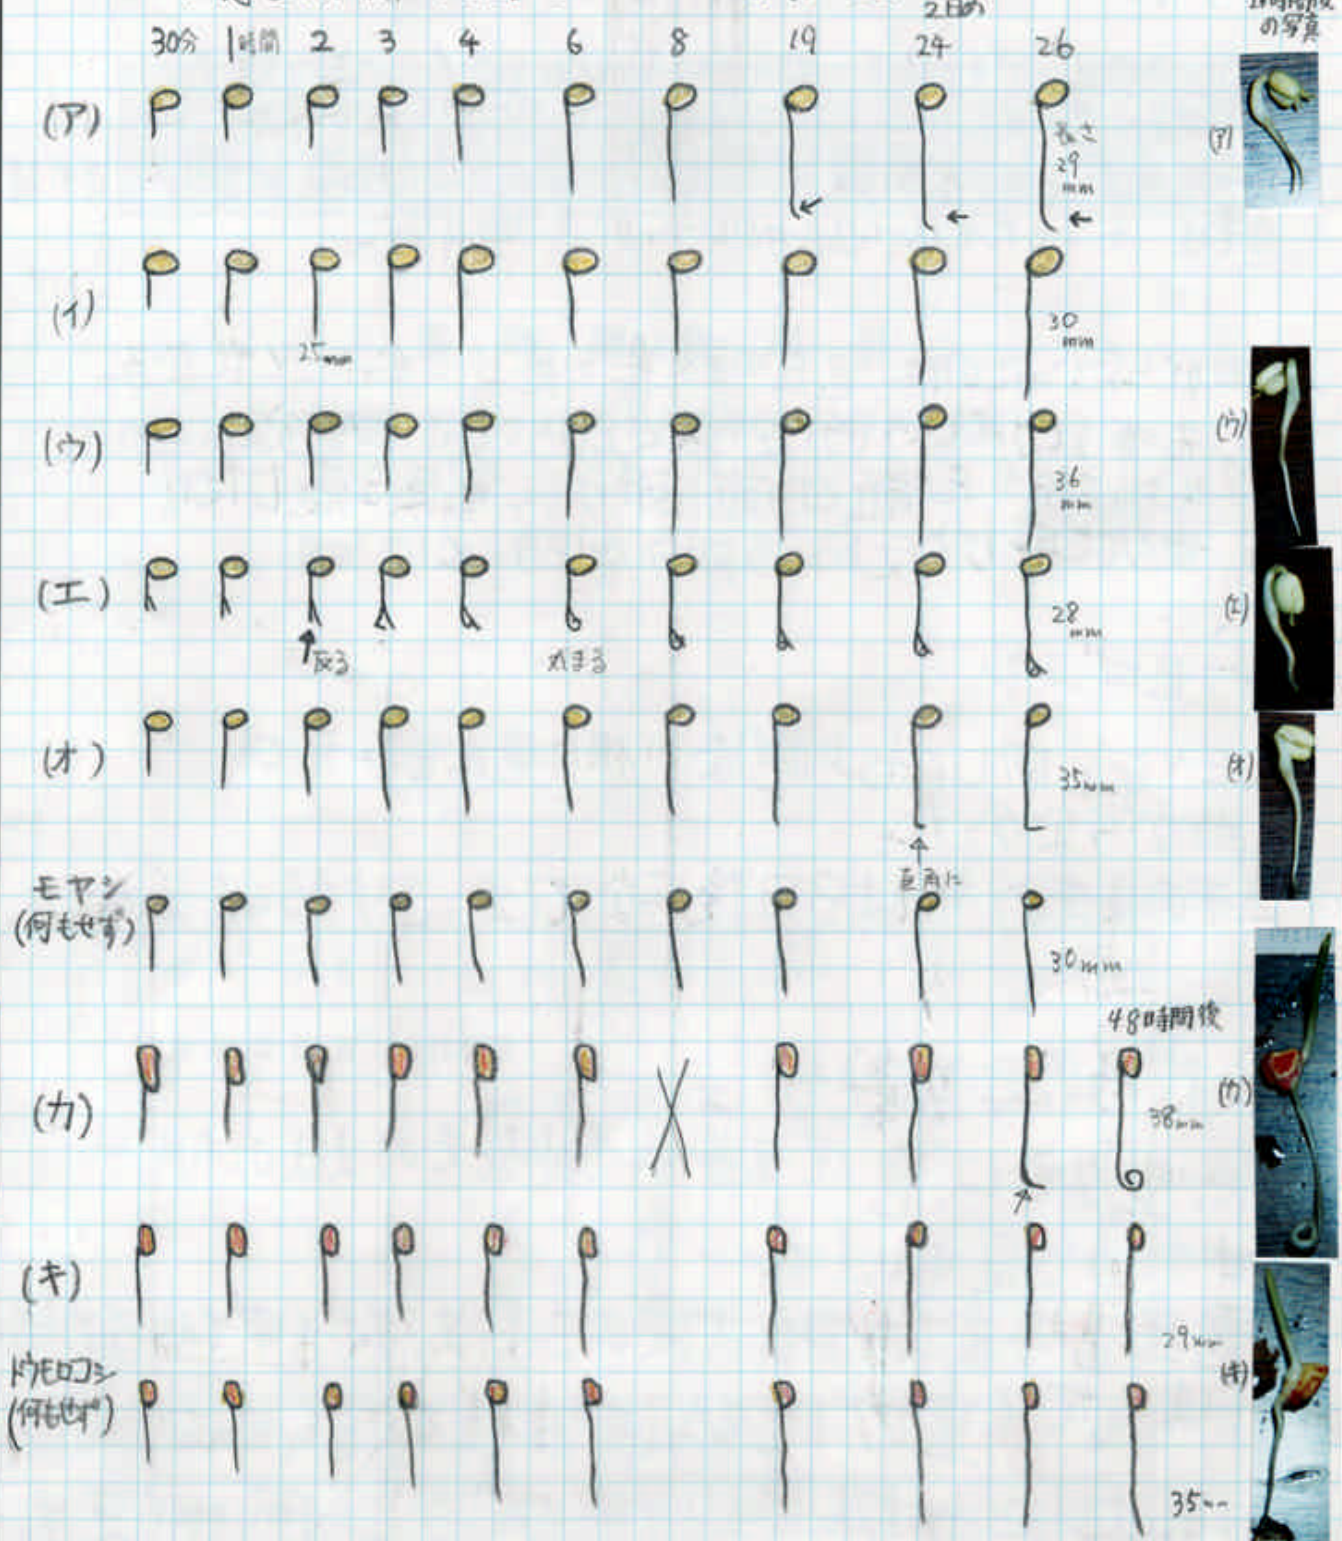 2日め
の写真
30分 1時間 2 3 4 6 8 19 24 26
(ア)
長さ
29
mm
(ア)
(イ)
25mm
30
mm
(ウ)
36
mm
(ウ)
(エ)
反る
丸まる
28
mm
(エ)
(オ)
35mm
(オ)
直角に
モヤシ
(何もせず)
30mm
48時間後
(カ)
38mm
(カ)
(キ)
29mm
トウモロコシ
(何もせず)
(キ)
35mm